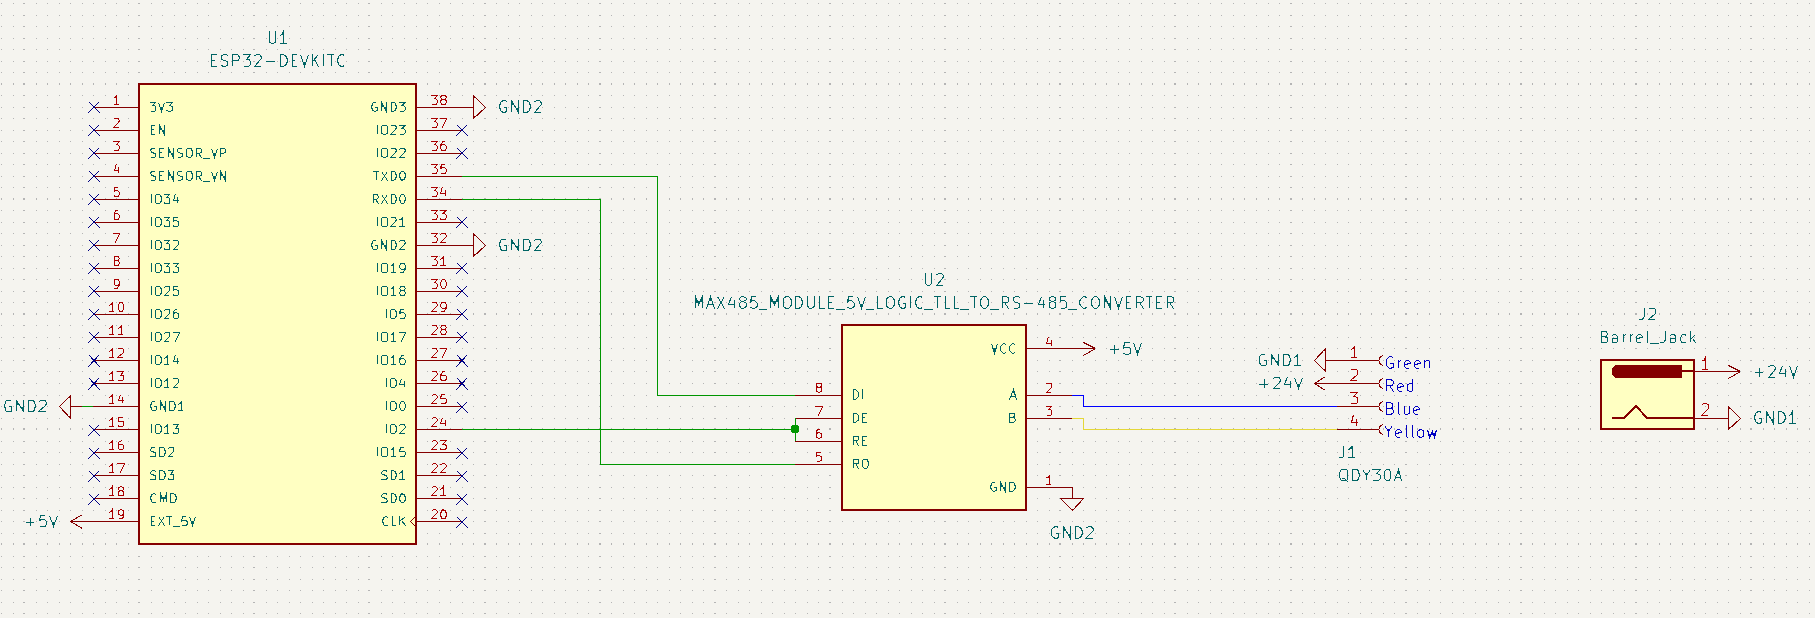 U1
ESP32-DEVKITC
1 3V3 GND3 38 GND2
2 EN IO23 37
3 SENSOR_VP IO22 36
4 SENSOR_VN TXD0 35
5 IO34 RXD0 34
6 IO35 IO21 33
7 IO32 GND2 32 GND2
8 IO33 IO19 31
9 IO25 IO18 30
10 IO26 IO5 29
11 IO27 IO17 28
12 IO14 IO16 27
13 IO12 IO4 26
GND2 14 GND1 IO0 25
15 IO13 IO2 24
16 SD2 IO15 23
17 SD3 SD1 22
18 CMD SD0 21
+5V 19 EXT_5V CLK 20
U2
MAX485_MODULE_5V_LOGIC_TLL_TO_RS-485_CONVERTER
VCC 4 +5V
8 DI A 2
7 DE B 3
6 RE
5 RO
GND 1
GND2
GND1 1 Green
+24V 2 Red
3 Blue
4 Yellow
J1
QDY30A
J2
Barrel_Jack
1 +24V
2 GND1